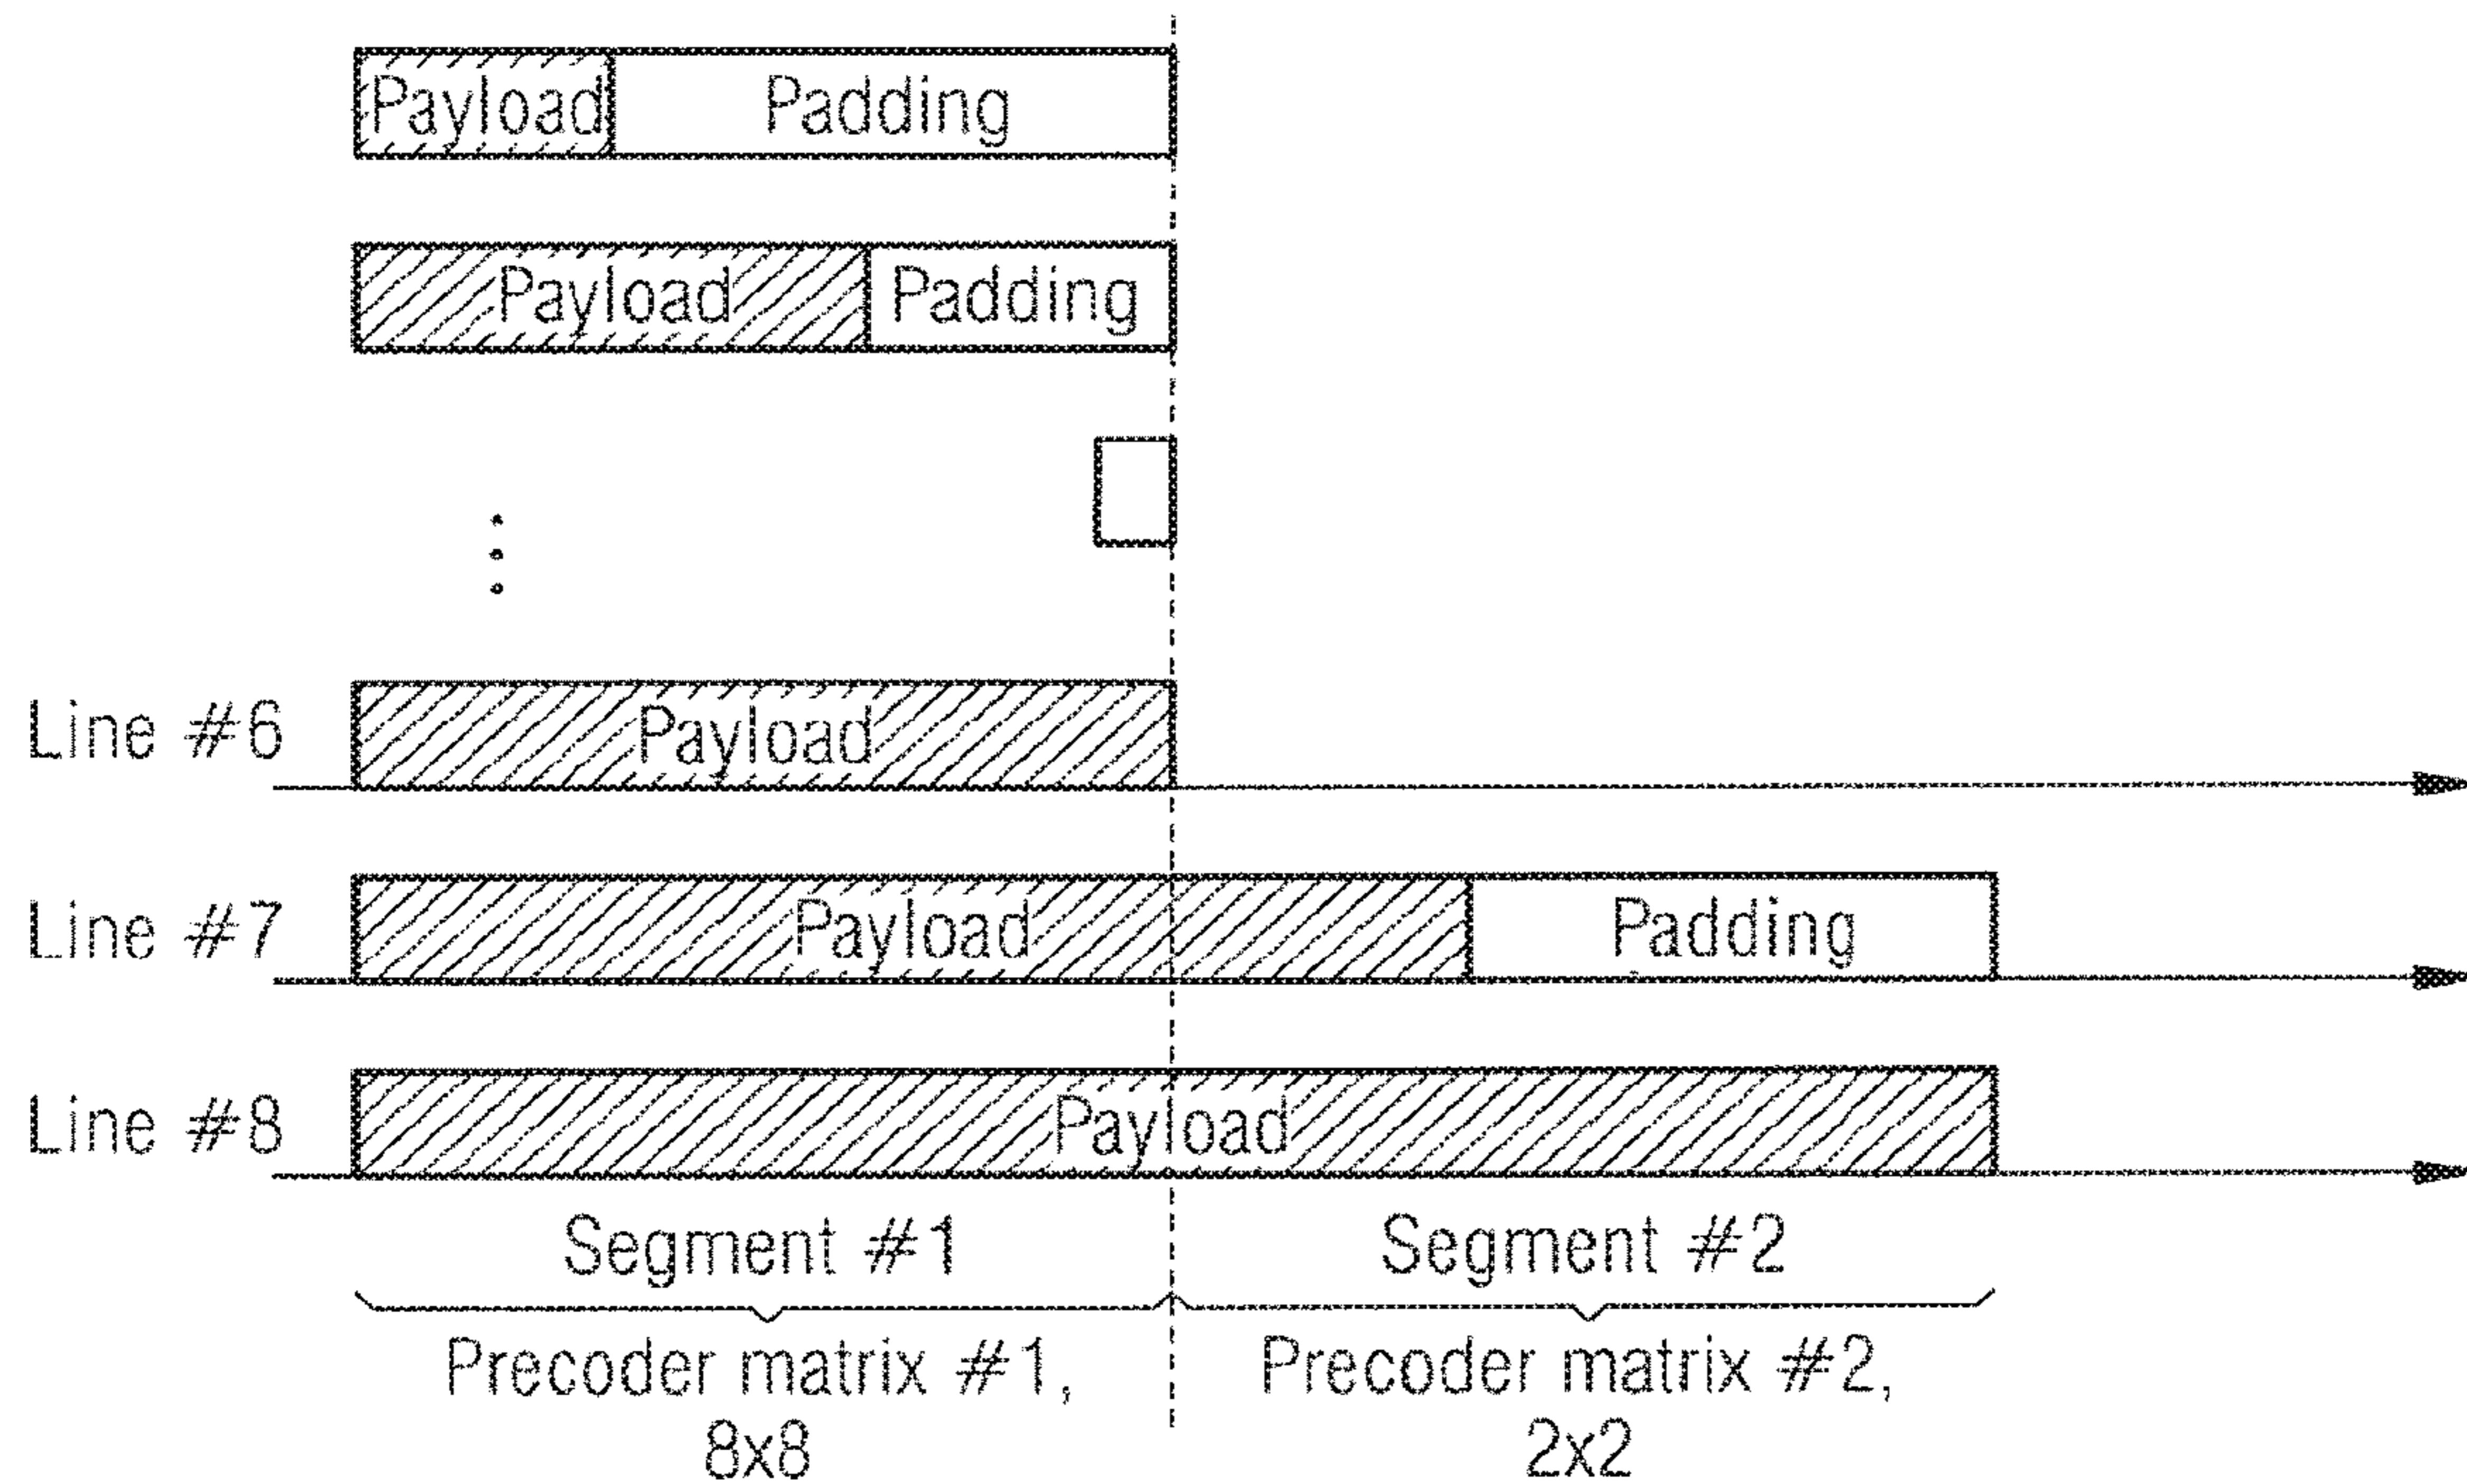 Payload Padding
Payload Padding
Line #6 Payload
Line #7 Payload Padding
Line #8 Payload
Segment #1 Segment #2
Precoder matrix #1, Precoder matrix #2,
8x8 2x2